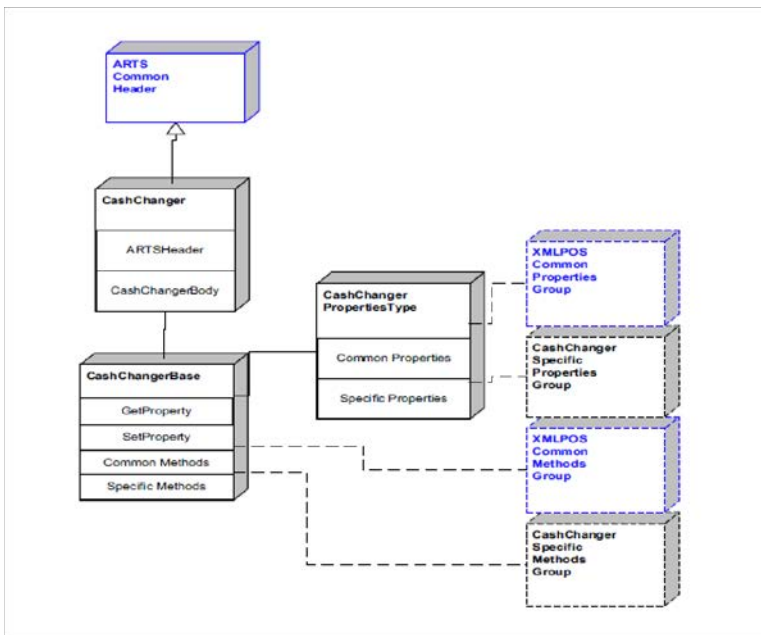 ARTS
Common
Header
CashChanger
ARTSHeader
CashChangerBody
CashChangerBase
GetProperty
SetProperty
Common Methods
Specific Methods
CashChanger
PropertiesType
Common Properties
Specific Properties
XMLPOS
Common
Properties
Group
CashChanger
Specific
Properties
Group
XMLPOS
Common
Methods
Group
CashChanger
Specific
Methods
Group